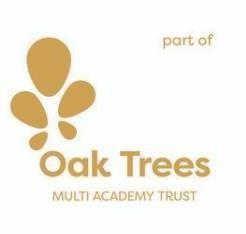 part of
Oak Trees
MULTI ACADEMY TRUST